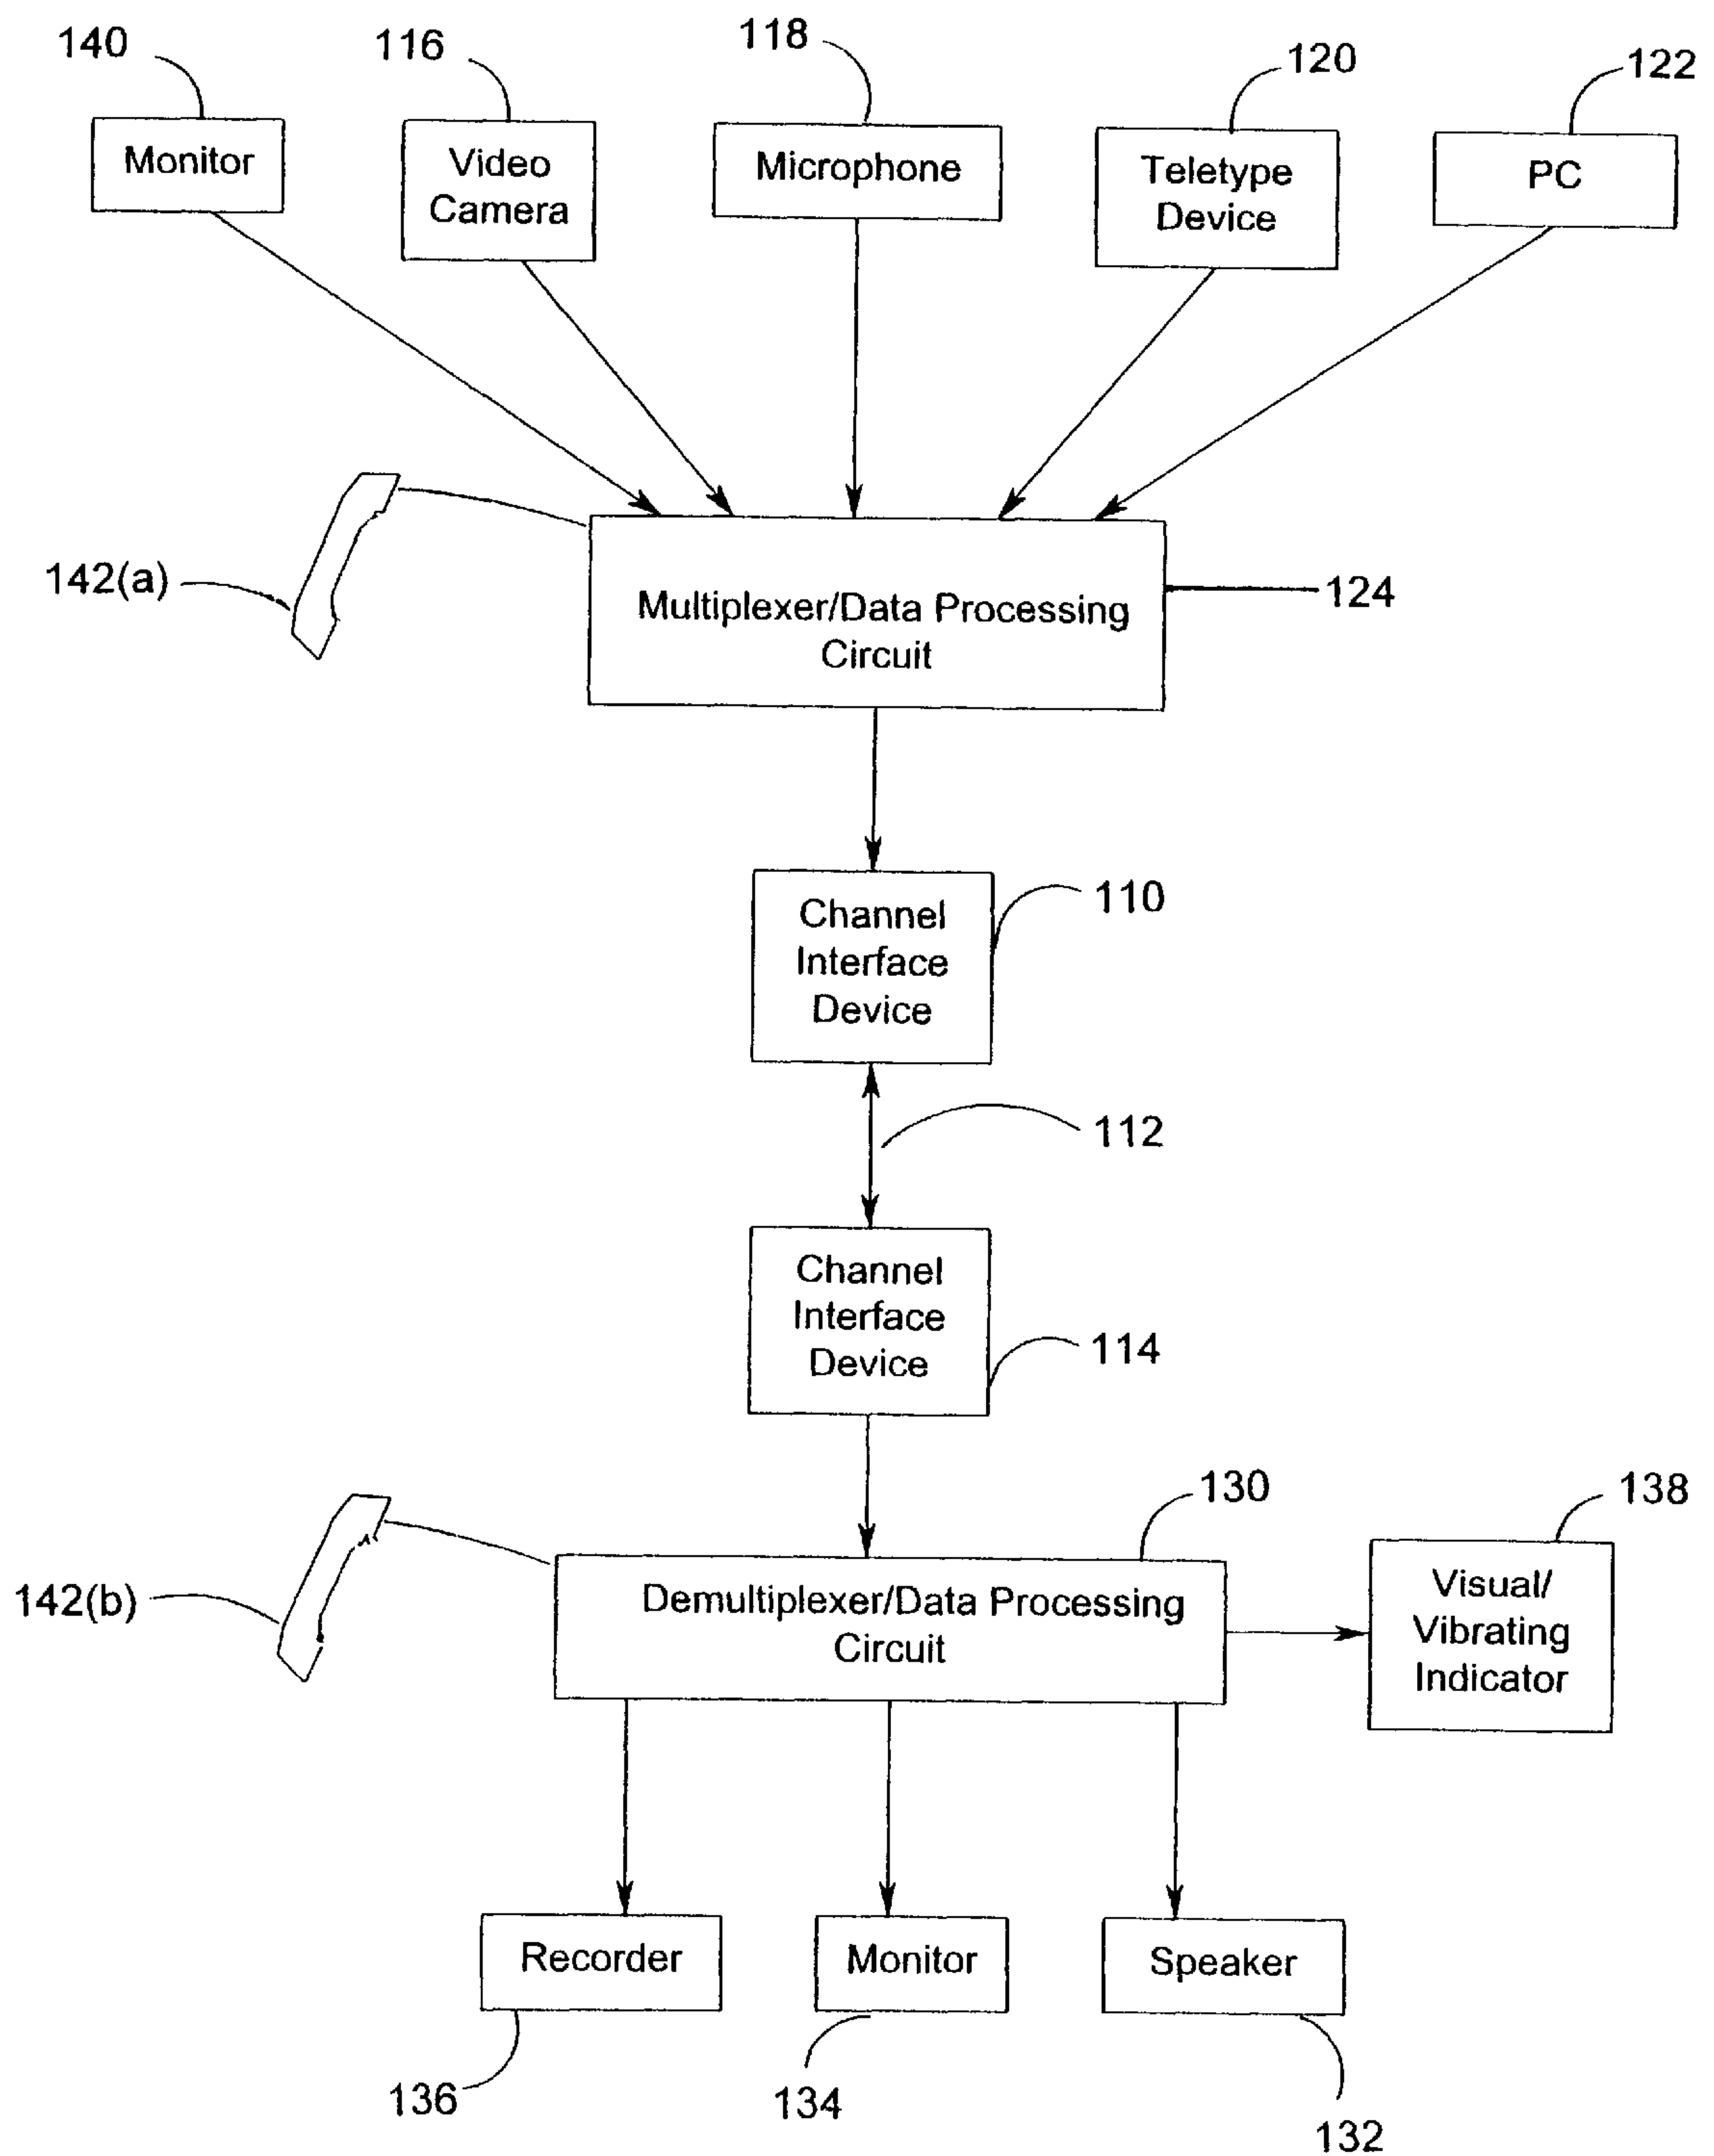 140
116
118
120
122
Monitor
Video
Camera
Microphone
Teletype
Device
PC
142(a)
Multiplexer/Data Processing
Circuit
124
Channel
Interface
Device
110
112
Channel
Interface
Device
114
130
138
142(b)
Demultiplexer/Data Processing
Circuit
Visual/
Vibrating
Indicator
Recorder
Monitor
Speaker
136
134
132